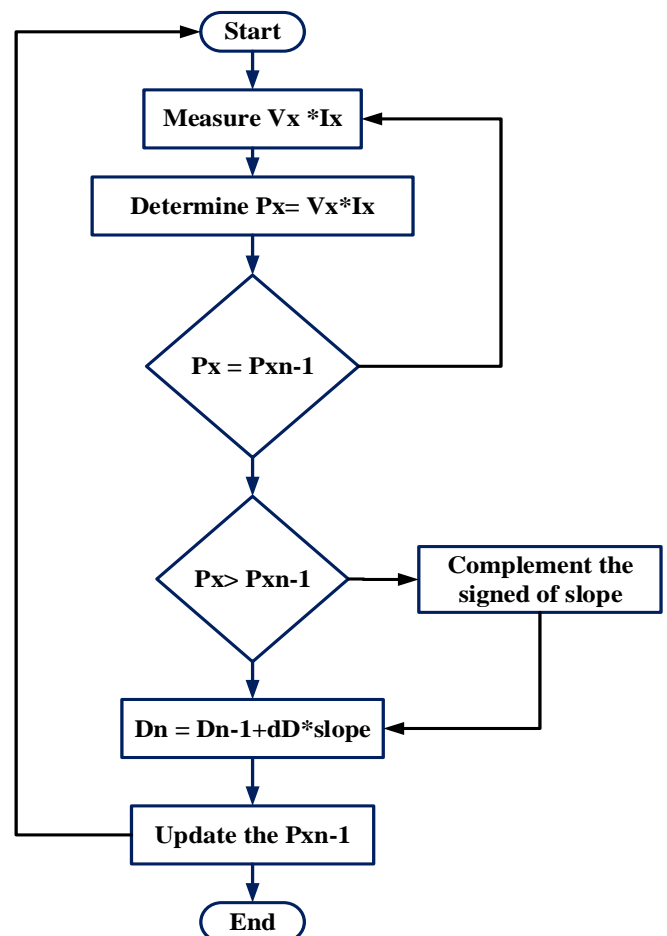 Start
Measure Vx *Ix
Determine Px= Vx*Ix
Px = Pxn-1
Px> Pxn-1
Complement the
signed of slope
Dn = Dn-1+dD*slope
Update the Pxn-1
End